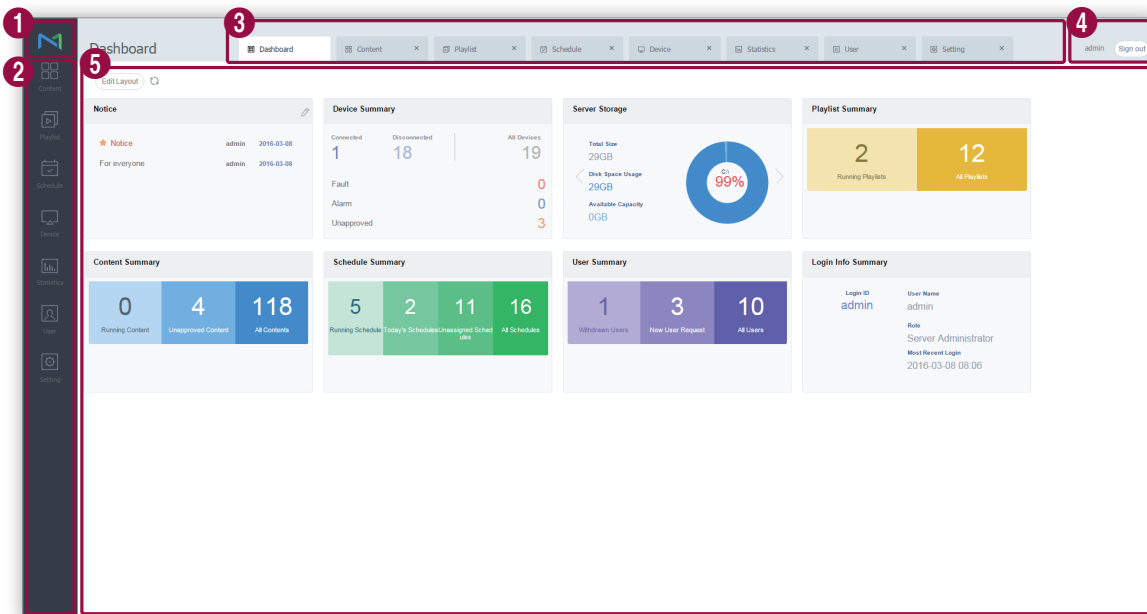 1
2
3
4
5
Dashboard
Dashboard
Content
Playlist
Schedule
Device
Statistics
User
Setting
admin
Sign out
Content
Playlist
Schedule
Device
Statistics
User
Setting
Edit Layout
Notice
Notice admin 2016-03-08
For everyone admin 2016-03-08
Device Summary
Connected Disconnected All Devices
1 18 19
Fault 0
Alarm 0
Unapproved 3
Server Storage
Total Size
29GB
Disk Space Usage
29GB
Available Capacity
0GB
C:\
99%
Playlist Summary
2 12
Running Playlists All Playlists
Content Summary
0 4 118
Running Content Unapproved Content All Contents
Schedule Summary
5 2 11 16
Running Schedule Today's Schedules Unassigned Sched All Schedules
ules
User Summary
1 3 10
Withdrawn Users New User Request All Users
Login Info Summary
Login ID
admin
User Name
admin
Role
Server Administrator
Most Recent Login
2016-03-08 08:06